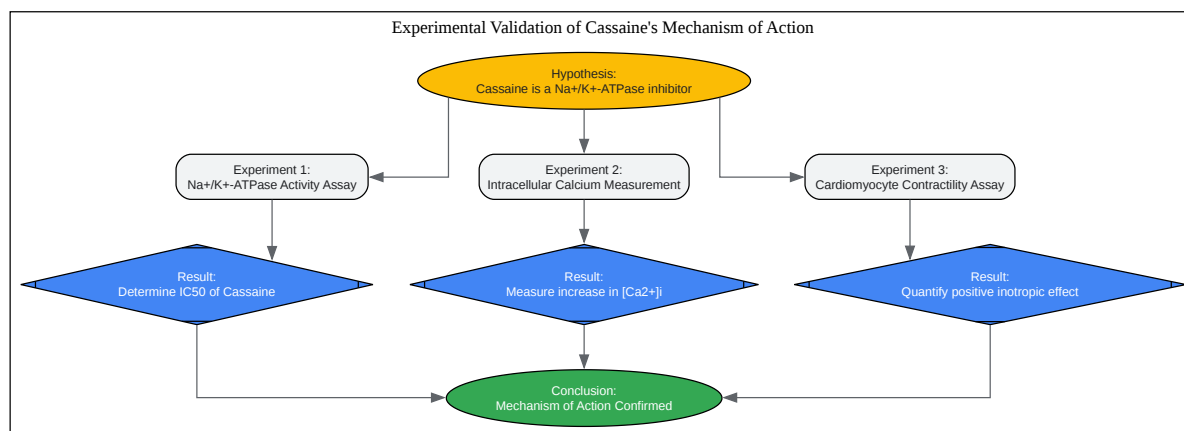 Experimental Validation of Cassaine's Mechanism of Action
Hypothesis:
Cassaine is a Na+/K+-ATPase inhibitor
Experiment 1:
Na+/K+-ATPase Activity Assay
Experiment 2:
Intracellular Calcium Measurement
Experiment 3:
Cardiomyocyte Contractility Assay
Result:
Determine IC50 of Cassaine
Result:
Measure increase in [Ca2+]i
Result:
Quantify positive inotropic effect
Conclusion:
Mechanism of Action Confirmed